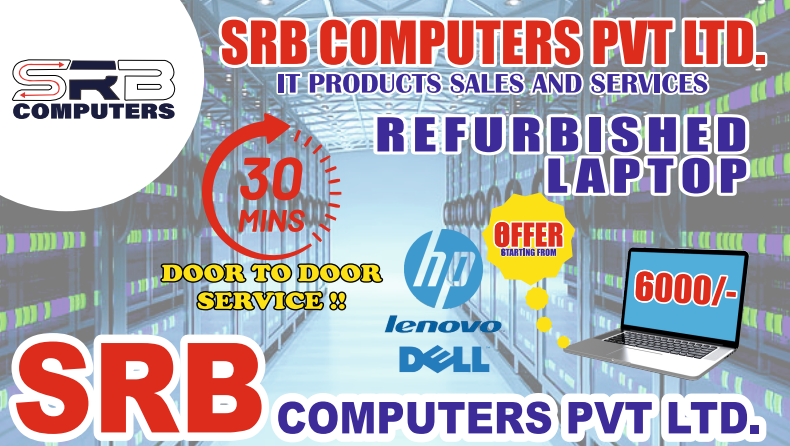 SRB
COMPUTERS
SRB COMPUTERS PVT LTD.
IT PRODUCTS SALES AND SERVICES
REFURBISHED
LAPTOP
30
MINS
DOOR TO DOOR
SERVICE !!
hp
lenovo
DELL
OFFER
STARTING FROM
6000/-
SRB COMPUTERS PVT LTD.